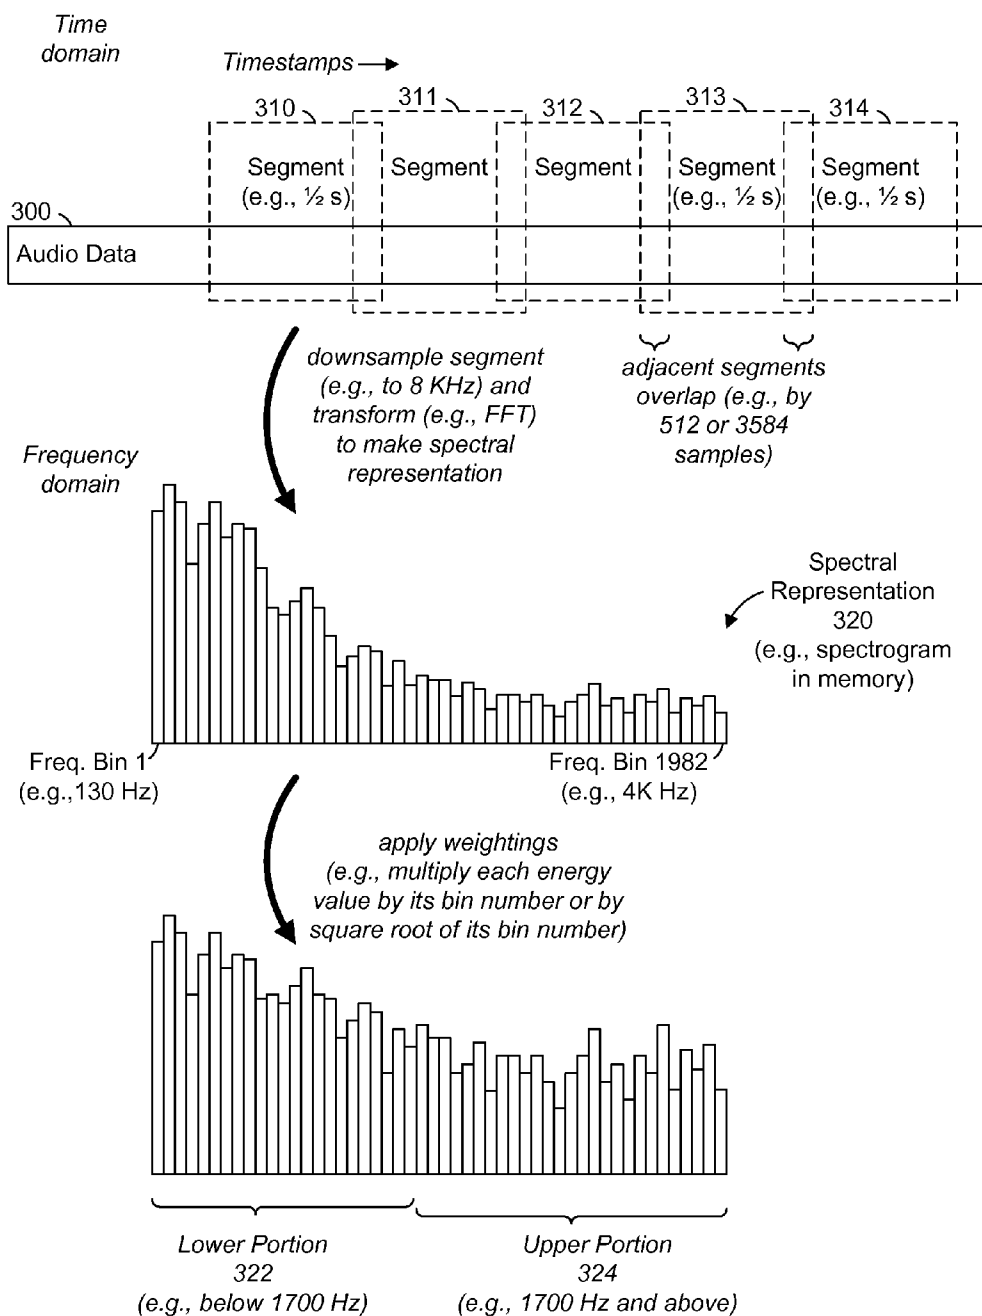 Time
domain
Timestamps
310
311
312
313
314
Segment
(e.g., ½ s)
Segment
Segment
Segment
(e.g., ½ s)
Segment
(e.g., ½ s)
300
Audio Data
downsample segment
(e.g., to 8 KHz) and
transform (e.g., FFT)
to make spectral
representation
adjacent segments
overlap (e.g., by
512 or 3584
samples)
Frequency
domain
Spectral
Representation
320
(e.g., spectrogram
in memory)
Freq. Bin 1
(e.g.,130 Hz)
Freq. Bin 1982
(e.g., 4K Hz)
apply weightings
(e.g., multiply each energy
value by its bin number or by
square root of its bin number)
Lower Portion
322
(e.g., below 1700 Hz)
Upper Portion
324
(e.g., 1700 Hz and above)